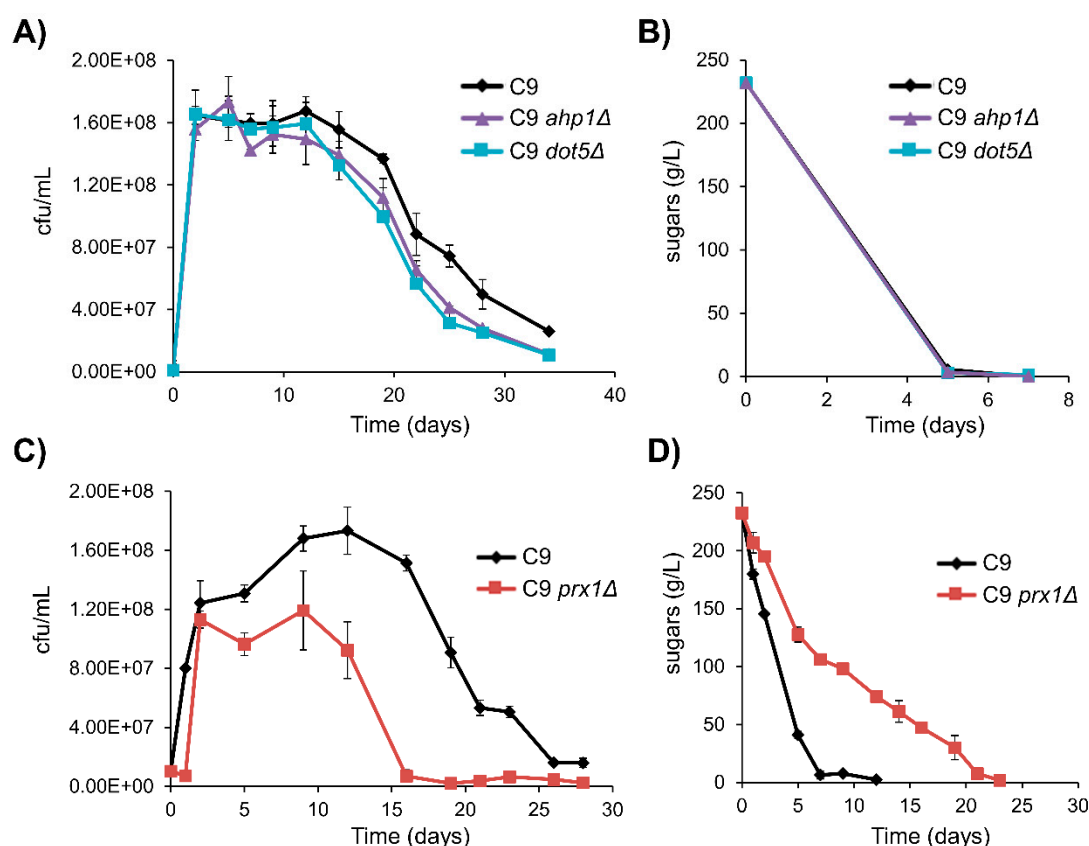 A)
2.00E+08
1.60E+08
1.20E+08
8.00E+07
4.00E+07
0.00E+00
cfu/mL
0 10 20 30 40
Time (days)
C9
C9 ahp1Δ
C9 dot5Δ
B)
250
200
150
100
50
0
sugars (g/L)
0 2 4 6 8
Time (days)
C9
C9 ahp1Δ
C9 dot5Δ
C)
2.00E+08
1.60E+08
1.20E+08
8.00E+07
4.00E+07
0.00E+00
cfu/mL
0 5 10 15 20 25 30
Time (days)
C9
C9 prx1Δ
D)
250
200
150
100
50
0
sugars (g/L)
0 5 10 15 20 25 30
Time (days)
C9
C9 prx1Δ